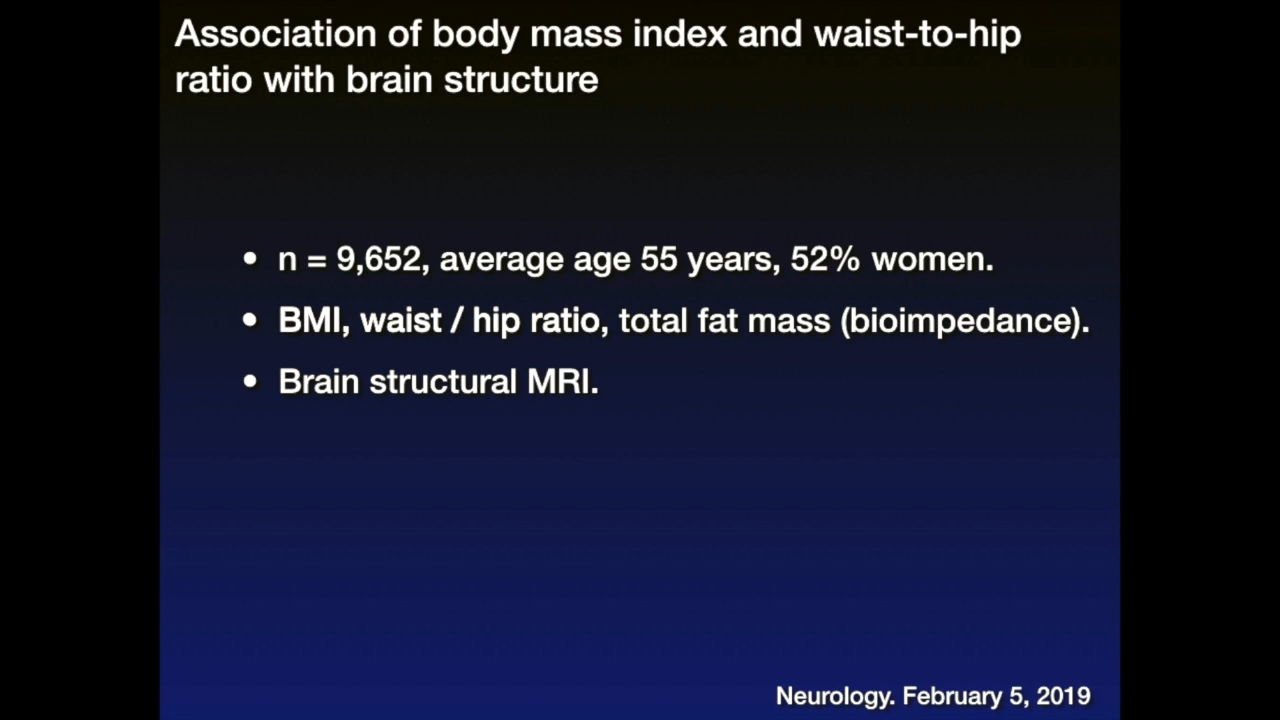 Association of body mass index and waist-to-hip
ratio with brain structure
• n = 9,652, average age 55 years, 52% women.
• BMI, waist / hip ratio, total fat mass (bioimpedance).
• Brain structural MRI.
Neurology. February 5, 2019